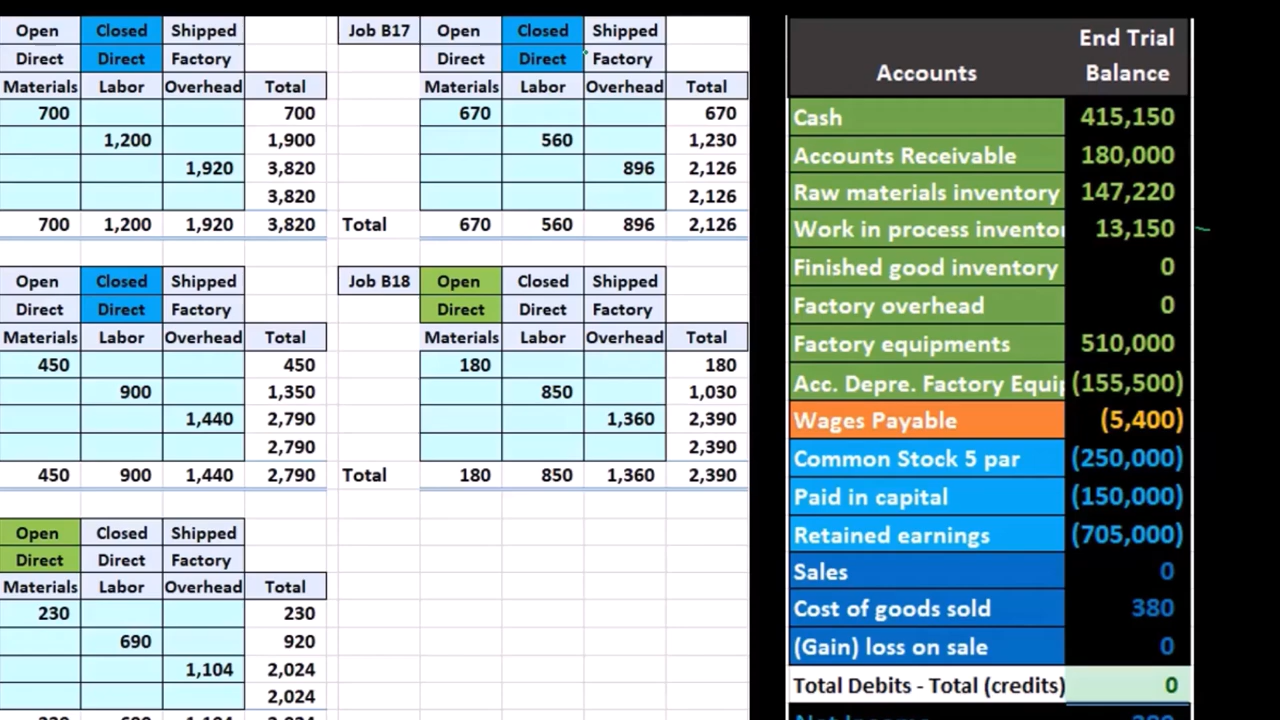 Open Closed Shipped Job B17 Open Closed Shipped
Direct Direct Factory Direct Direct Factory
Materials Labor Overhead Total Materials Labor Overhead Total
700 700 670 670
1,200 1,900 560 1,230
1,920 3,820 896 2,126
3,820 2,126
700 1,200 1,920 3,820 Total 670 560 896 2,126
Open Closed Shipped Job B18 Open Closed Shipped
Direct Direct Factory Direct Direct Factory
Materials Labor Overhead Total Materials Labor Overhead Total
450 450 180 180
900 1,350 850 1,030
1,440 2,790 1,360 2,390
2,790 2,390
450 900 1,440 2,790 Total 180 850 1,360 2,390
Open Closed Shipped
Direct Direct Factory
Materials Labor Overhead Total
230 230
690 920
1,104 2,024
2,024
End Trial
Accounts Balance
Cash 415,150
Accounts Receivable 180,000
Raw materials inventory 147,220
Work in process invento 13,150
Finished good inventory 0
Factory overhead 0
Factory equipments 510,000
Acc. Depre. Factory Equip (155,500)
Wages Payable (5,400)
Common Stock 5 par (250,000)
Paid in capital (150,000)
Retained earnings (705,000)
Sales 0
Cost of goods sold 380
(Gain) loss on sale 0
Total Debits - Total (credits) 0